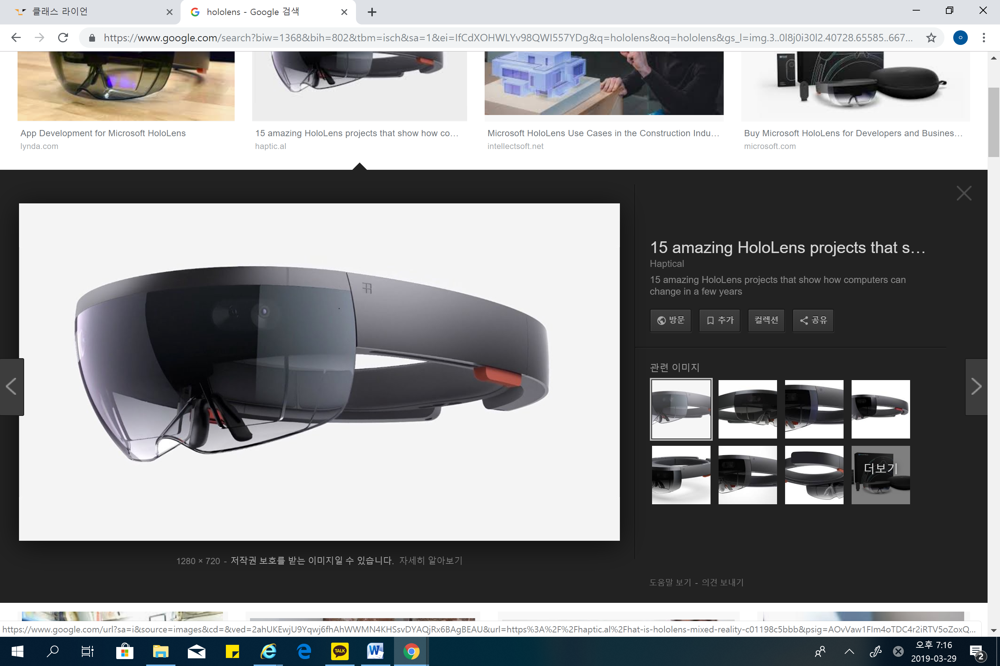 클래스 라이언
hololens - Google 검색
https://www.google.com/search?biw=1368&bih=802&tbm=isch&sa=1&ei=IfCdXOHWLYv98QWI557YDg&q=hololens&oq=hololens&gs_l=img.3..0l8j0i30l2.40728.65585..667...
App Development for Microsoft HoloLens
lynda.com
15 amazing HoloLens projects that show how co...
haptic.al
Microsoft HoloLens Use Cases in the Construction Indu...
intellectsoft.net
Buy Microsoft HoloLens for Developers and Busines...
microsoft.com
15 amazing HoloLens projects that s...
Haptical
15 amazing HoloLens projects that show how computers can
change in a few years
방문 추가 컬렉션 공유
관련 이미지
더보기
1280 × 720 - 저작권 보호를 받는 이미지일 수 있습니다. 자세히 알아보기
도움말 보기 - 의견 보내기
https://www.google.com/url?sa=i&source=images&cd=&ved=2ahUKEwjU9Yqwj6fhAhWWMN4KHSsvDYAQjRx6BAgBEAU&url=https%3A%2F%2Fhaptic.al%2Fhat-is-hololens-mixed-reality-c01198c5bbb&psig=AOvVaw1FIm4oTDC4r2iRTV5oZoxQ...
TALK
오후 7:16
2019-03-29
2